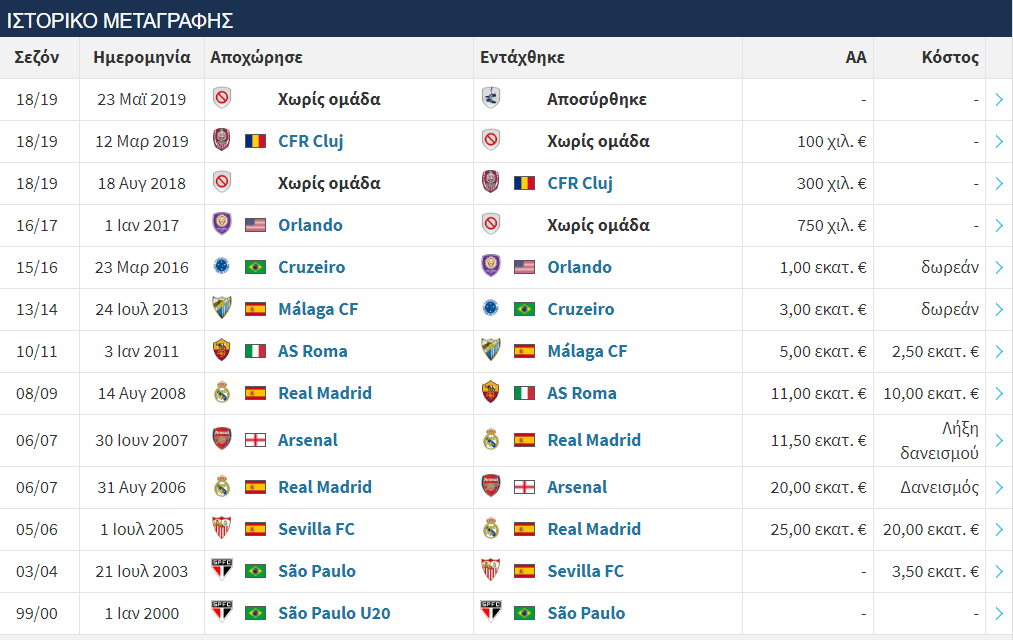 ΙΣΤΟΡΙΚΟ ΜΕΤΑΓΡΑΦΗΣ
Σεζόν Ημερομηνία Αποχώρησε Εντάχθηκε ΑΑ Κόστος
18/19 23 Μαϊ 2019 Χωρίς ομάδα Αποσύρθηκε - -
18/19 12 Μαρ 2019 CFR Cluj Χωρίς ομάδα 100 χιλ. € -
18/19 18 Αυγ 2018 Χωρίς ομάδα CFR Cluj 300 χιλ. € -
16/17 1 Ιαν 2017 Orlando Χωρίς ομάδα 750 χιλ. € -
15/16 23 Μαρ 2016 Cruzeiro Orlando 1,00 εκατ. € δωρεάν
13/14 24 Ιουλ 2013 Málaga CF Cruzeiro 3,00 εκατ. € δωρεάν
10/11 3 Ιαν 2011 AS Roma Málaga CF 5,00 εκατ. € 2,50 εκατ. €
08/09 14 Αυγ 2008 Real Madrid AS Roma 11,00 εκατ. € 10,00 εκατ. €
06/07 30 Ιουν 2007 Arsenal Real Madrid 11,50 εκατ. € Λήξη
δανεισμού
06/07 31 Αυγ 2006 Real Madrid Arsenal 20,00 εκατ. € Δανεισμός
05/06 1 Ιουλ 2005 Sevilla FC Real Madrid 25,00 εκατ. € 20,00 εκατ. €
03/04 21 Ιουλ 2003 São Paulo Sevilla FC - 3,50 εκατ. €
99/00 1 Ιαν 2000 São Paulo U20 São Paulo - -